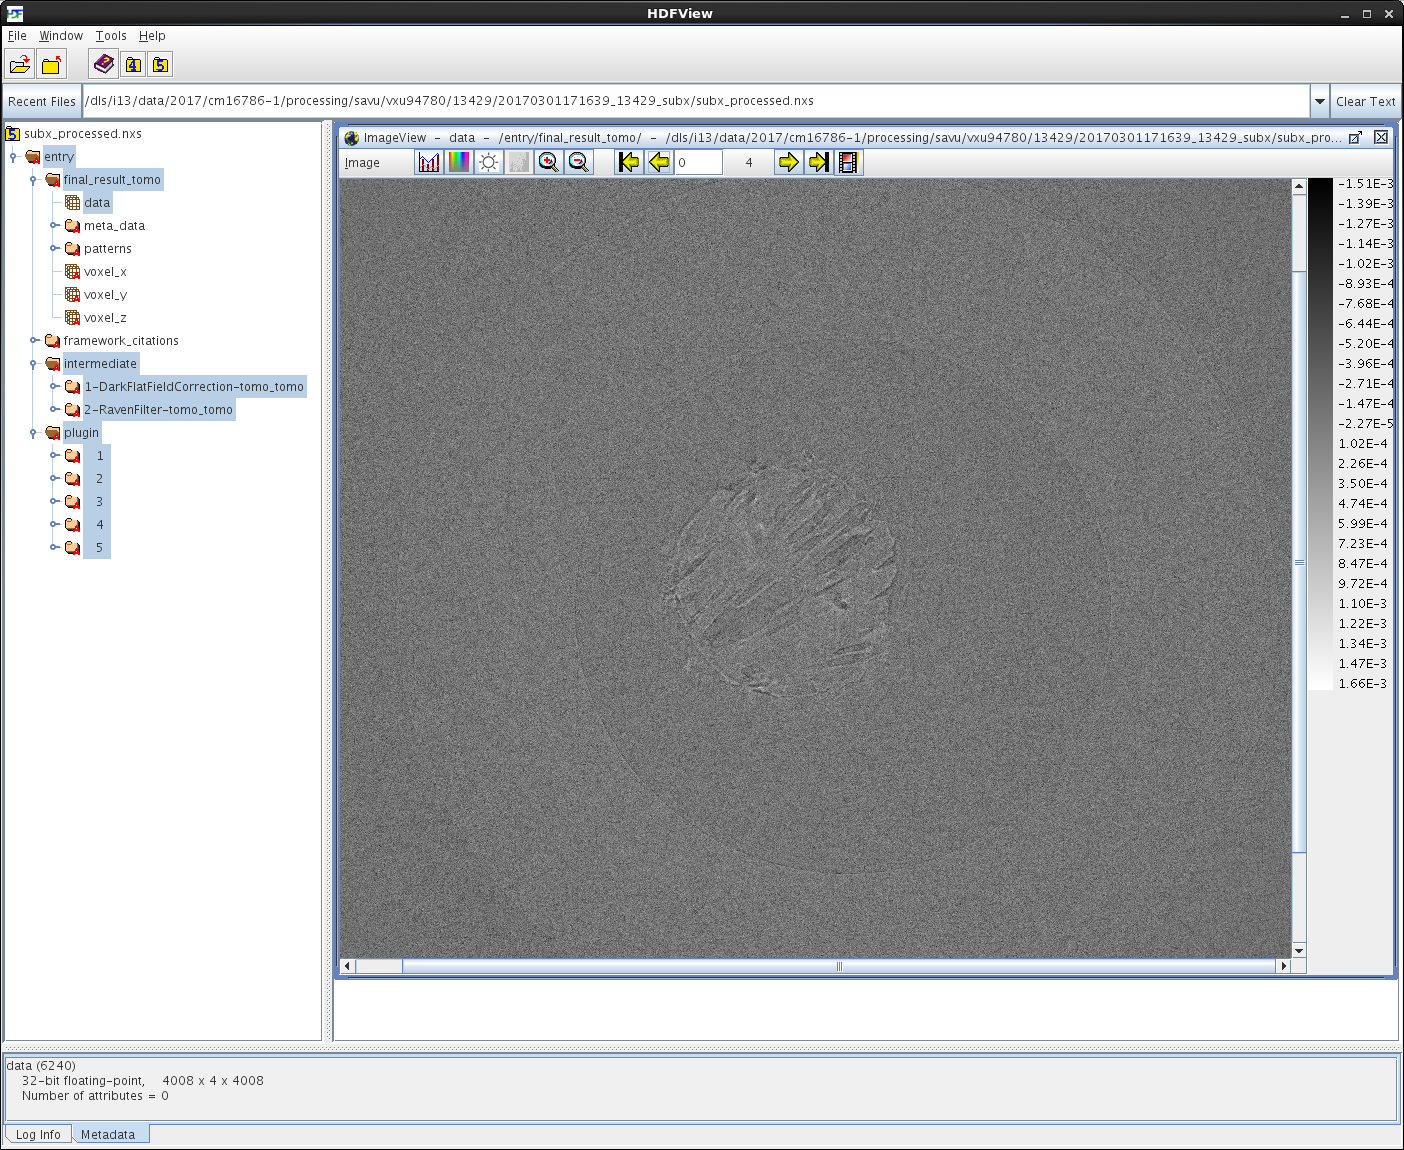 HDFView
File Window Tools Help
4 5
Recent Files /dls/i13/data/2017/cm16786-1/processing/savu/vxu94780/13429/20170301171639_13429_subx/subx_processed.nxs Clear Text
5 subx_processed.nxs
entry
final_result_tomo
data
meta_data
patterns
voxel_x
voxel_y
voxel_z
framework_citations
intermediate
1-DarkFlatFieldCorrection-tomo_tomo
2-RavenFilter-tomo_tomo
plugin
1
2
3
4
5
ImageView - data - /entry/final_result_tomo/ - /dls/i13/data/2017/cm16786-1/processing/savu/vxu94780/13429/20170301171639_13429_subx/subx_pro...
Image 0 4
-1.51E-3
-1.39E-3
-1.27E-3
-1.14E-3
-1.02E-3
-8.93E-4
-7.68E-4
-6.44E-4
-5.20E-4
-3.96E-4
-2.71E-4
-1.47E-4
-2.27E-5
1.02E-4
2.26E-4
3.50E-4
4.74E-4
5.99E-4
7.23E-4
8.47E-4
9.72E-4
1.10E-3
1.22E-3
1.34E-3
1.47E-3
1.66E-3
data (6240)
32-bit floating-point, 4008 x 4 x 4008
Number of attributes = 0
Log Info Metadata